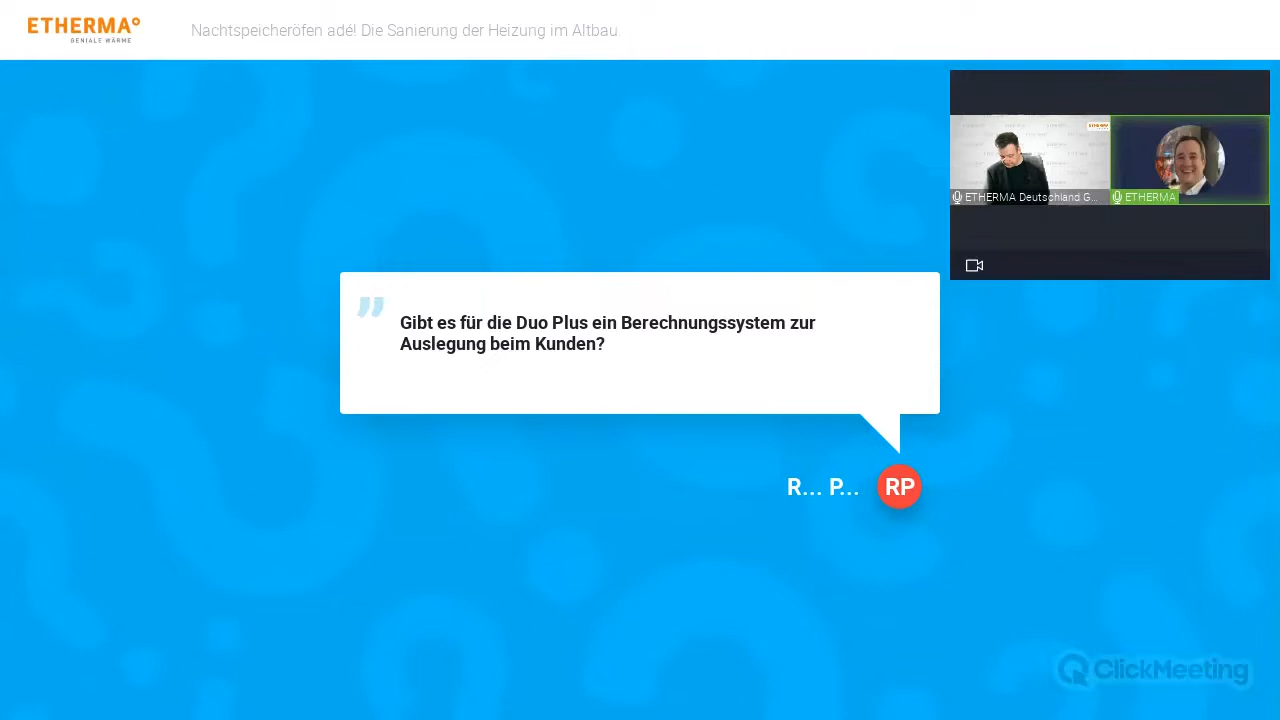 ETHERMA°
GENIALE WÄRME
Nachtspeicheröfen adé! Die Sanierung der Heizung im Altbau.
ETHERMA
ETHERMA Deutschland G...
ETHERMA
Gibt es für die Duo Plus ein Berechnungssystem zur
Auslegung beim Kunden?
R... P...
RP
ClickMeeting